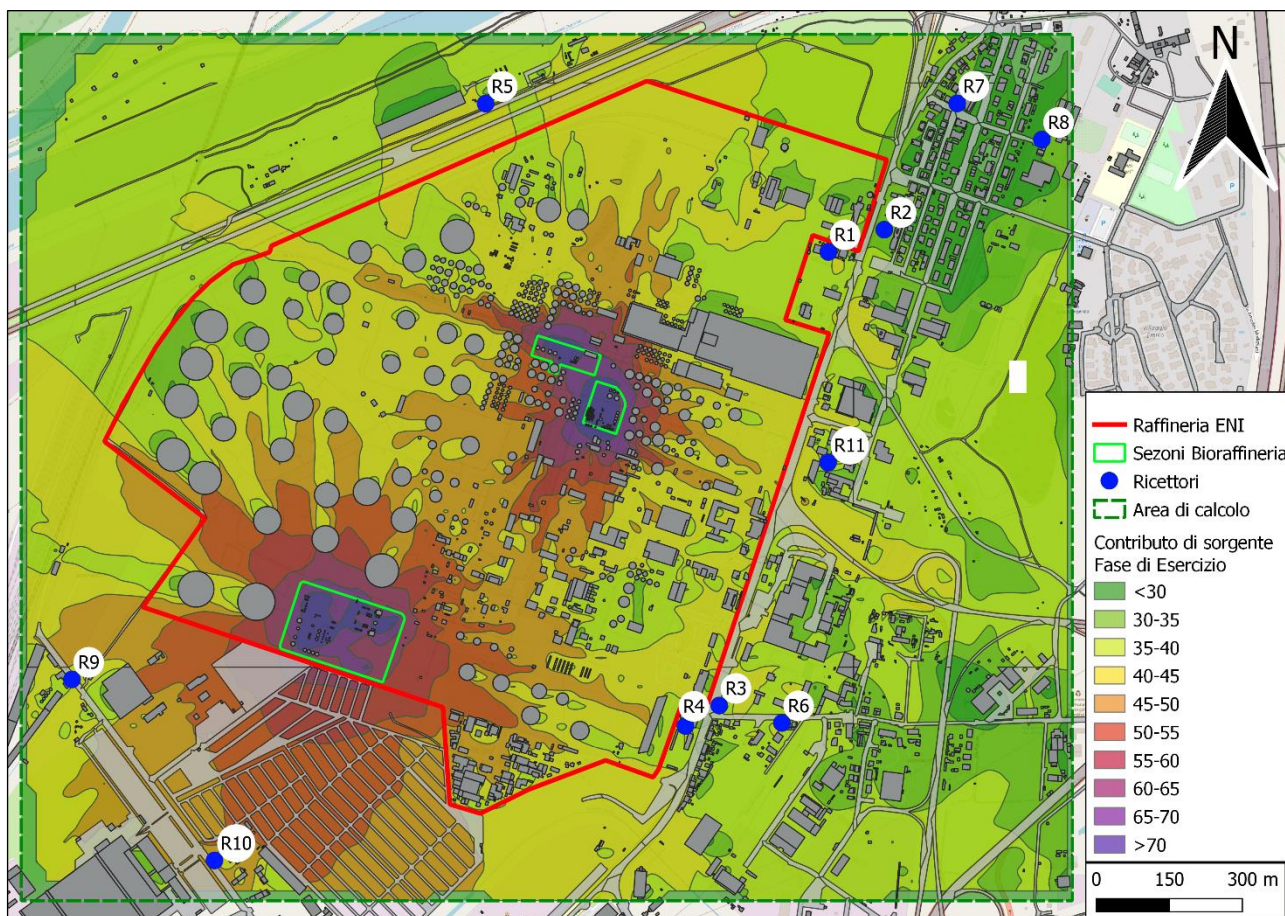 N
R5
R7
R8
R2
R1
R11
R3
R4
R6
R9
R10
Raffineria ENI
Sezoni Bioraffineria
Ricettori
Area di calcolo
Contributo di sorgente
Fase di Esercizio
<30
30-35
35-40
40-45
45-50
50-55
55-60
60-65
65-70
>70
0 150 300 m